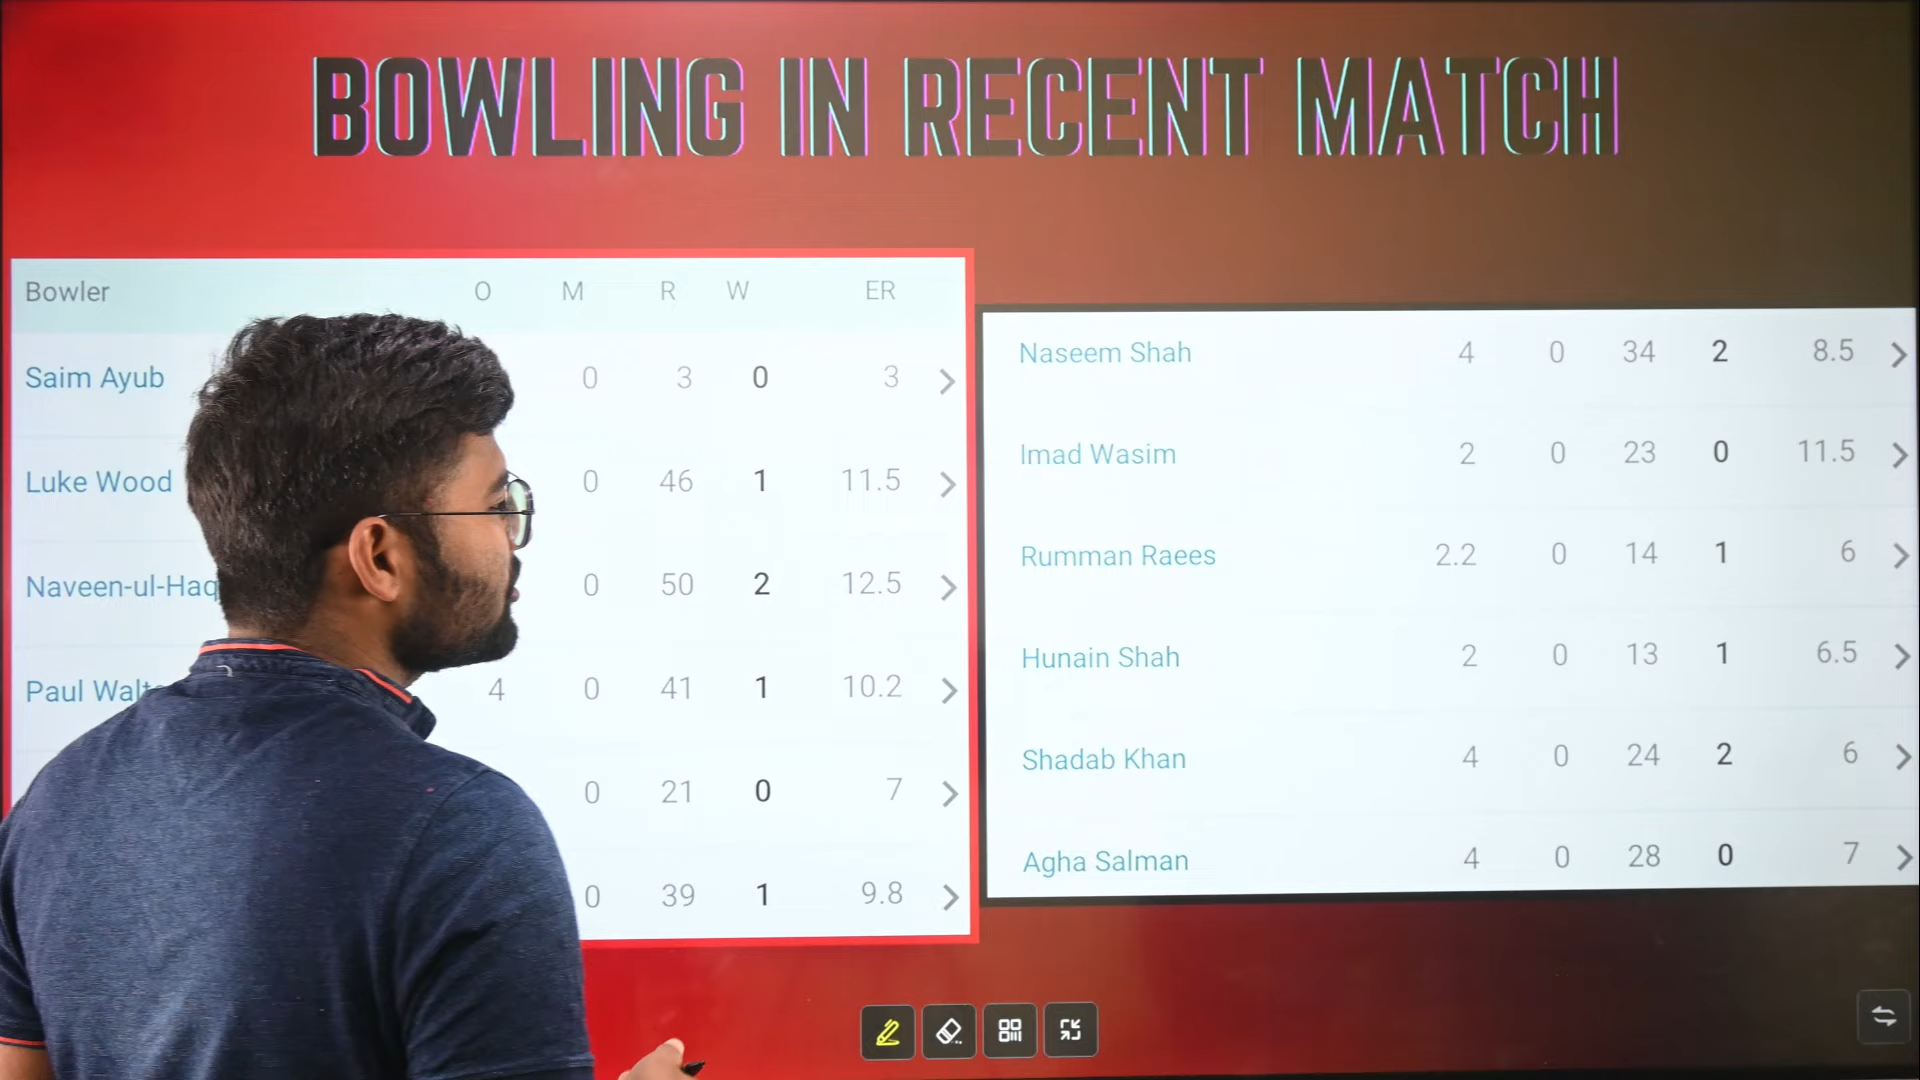 BOWLING IN RECENT MATCH
Bowler O M R W ER
Saim Ayub 0 3 0 3
Luke Wood 0 46 1 11.5
Naveen-ul-Haq 0 50 2 12.5
Paul 4 0 41 1 10.2
0 21 0 7
0 39 1 9.8
Naseem Shah 4 0 34 2 8.5
Imad Wasim 2 0 23 0 11.5
Rumman Raees 2.2 0 14 1 6
Hunain Shah 2 0 13 1 6.5
Shadab Khan 4 0 24 2 6
Agha Salman 4 0 28 0 7